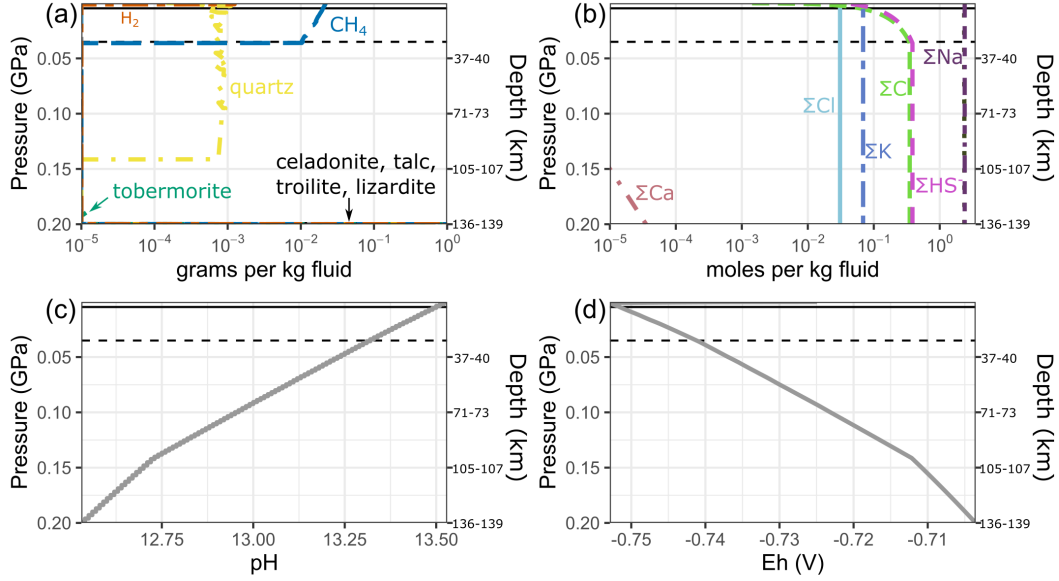 (a)
H₂
CH₄
quartz
celadonite, talc,
troilite, lizardite
tobermorite
Pressure (GPa)
0.05
0.10
0.15
0.20
10⁻⁵
10⁻⁴
10⁻³
10⁻²
10⁻¹
10⁰
grams per kg fluid
37-40
71-73
105-107
136-139
Depth (km)
(b)
ΣNa
ΣCl
ΣC
ΣK
ΣHS⁻
ΣCa
Pressure (GPa)
0.05
0.10
0.15
0.20
10⁻⁵
10⁻⁴
10⁻³
10⁻²
10⁻¹
10⁰
moles per kg fluid
37-40
71-73
105-107
136-139
Depth (km)
(c)
Pressure (GPa)
0.05
0.10
0.15
0.20
12.75
13.00
13.25
13.50
pH
37-40
71-73
105-107
136-139
Depth (km)
(d)
Pressure (GPa)
0.05
0.10
0.15
0.20
-0.75
-0.74
-0.73
-0.72
-0.71
Eh (V)
37-40
71-73
105-107
136-139
Depth (km)